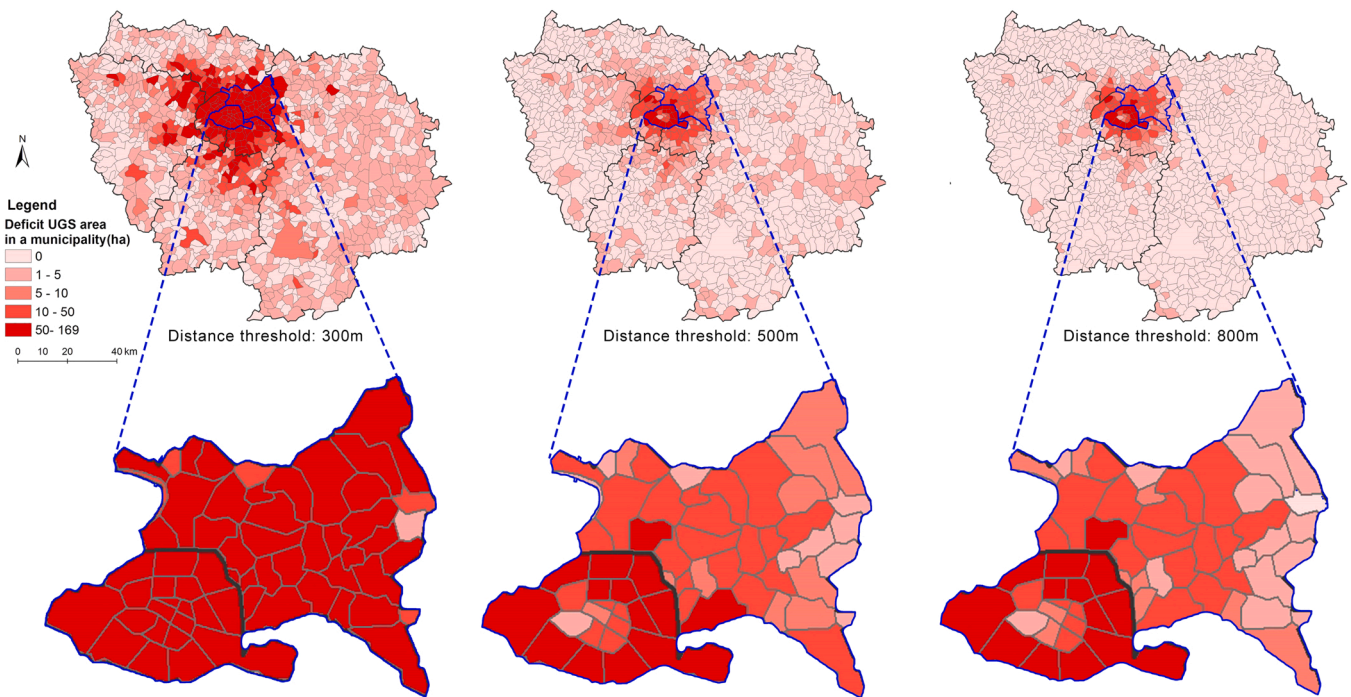 N
Legend
Deficit UGS area
in a municipality(ha)
0
1 - 5
5 - 10
10 - 50
50- 169
0 10 20 40 km
Distance threshold: 300m
Distance threshold: 500m
Distance threshold: 800m